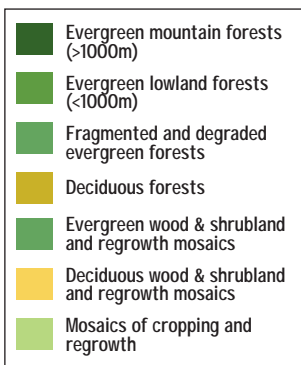 Evergreen mountain forests
(>1000m)
Evergreen lowland forests
(<1000m)
Fragmented and degraded
evergreen forests
Deciduous forests
Evergreen wood & shrubland
and regrowth mosaics
Deciduous wood & shrubland
and regrowth mosaics
Mosaics of cropping and
regrowth